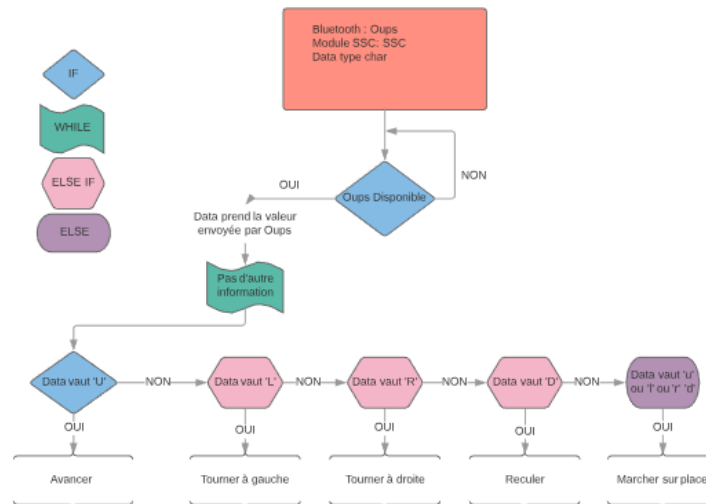 Bluetooth : Oups
Module SSC: SSC
Data type char
IF
WHILE
ELSE IF
ELSE
OUI
NON
Oups Disponible
Data prend la valeur
envoyée par Oups
Pas d'autre
information
Data vaut 'U'
NON
Data vaut 'L'
NON
Data vaut 'R'
NON
Data vaut 'D'
NON
Data vaut 'u'
ou 'l' ou 'r' 'd'
OUI
OUI
OUI
OUI
OUI
Avancer
Tourner à gauche
Tourner à droite
Reculer
Marcher sur place